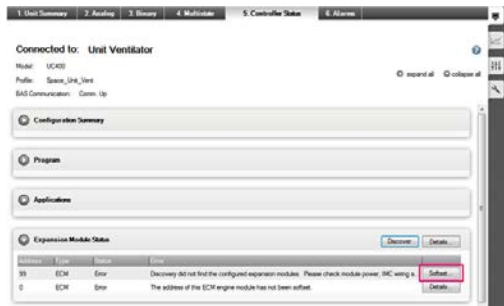 1. Unit Summary 2. Analog 3. Binary 4. Multistate 5. Controller Status 6. Alarms
Connected to: Unit Ventilator
Model: UC400
Profile: Space_Unit_Vent
BAS Communication: Comm. Up
expand all collapse all
Configuration Summary
Program
Applications
Expansion Module Status
Discover Details...
Address Type Status Error
99 ECM Error Discovery did not find the configured expansion modules. Please check module power, IMC wiring a... Softset...
0 ECM Error The address of this ECM engine module has not been softset. Details...